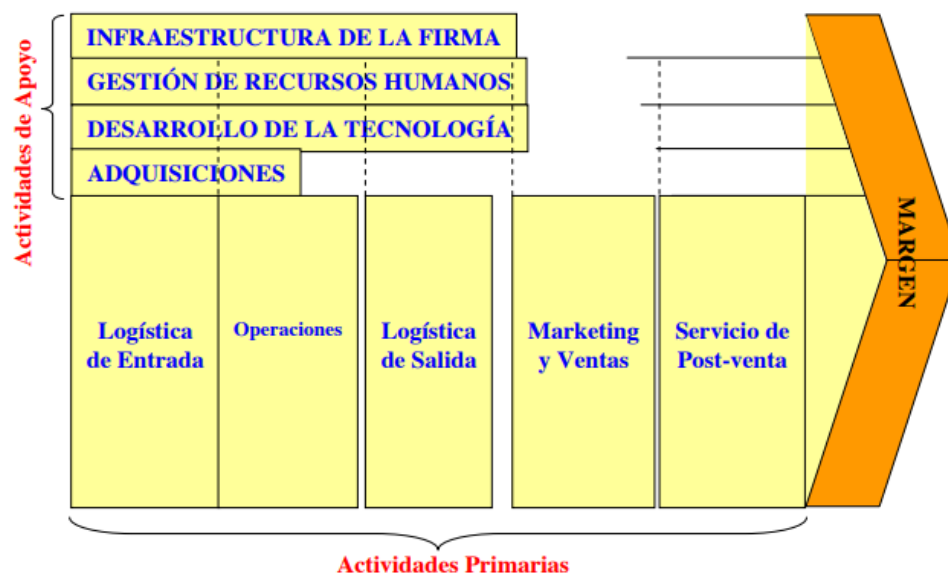 Actividades de Apoyo
INFRAESTRUCTURA DE LA FIRMA
GESTIÓN DE RECURSOS HUMANOS
DESARROLLO DE LA TECNOLOGÍA
ADQUISICIONES
Logística
de Entrada
Operaciones
Logística
de Salida
Marketing
y Ventas
Servicio de
Post-venta
MARGEN
Actividades Primarias